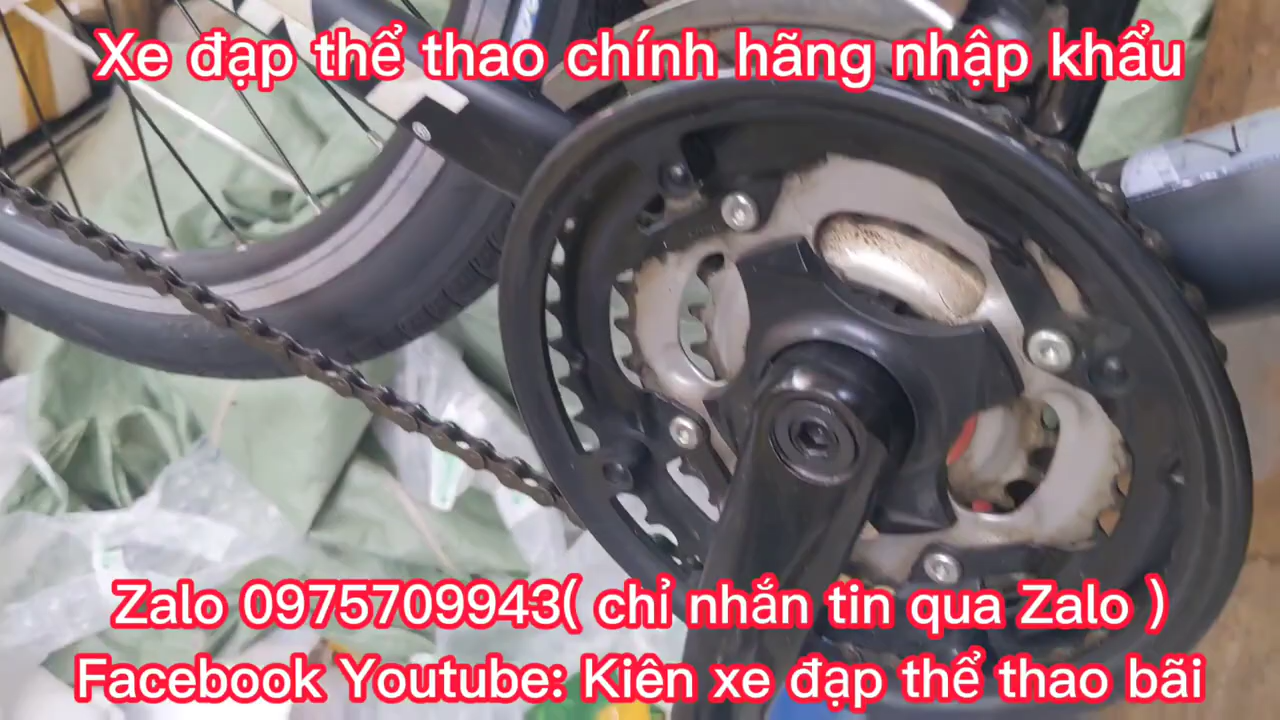 Xe đạp thể thao chính hãng nhập khẩu
Zalo 0975709943( chỉ nhắn tin qua Zalo )
Facebook Youtube: Kiên xe đạp thể thao bãi